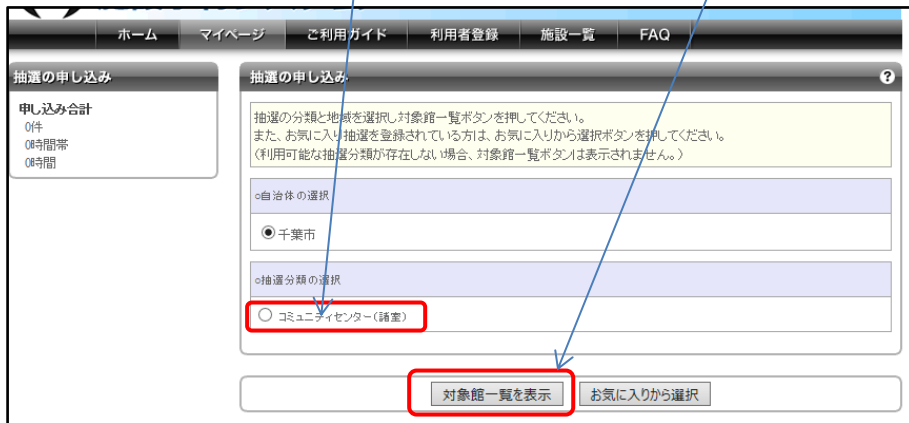 ホーム マイページ ご利用ガイド 利用者登録 施設一覧 FAQ
抽選の申し込み
申し込み合計
0件
0時間帯
0時間
抽選の申し込み ?
抽選の分類と地域を選択し対象館一覧ボタンを押してください。
また、お気に入り抽選を登録されている方は、お気に入りから選択ボタンを押してください。
(利用可能な抽選分類が存在しない場合、対象館一覧ボタンは表示されません。)
○自治体の選択
千葉市
○抽選分類の選択
コミュニティセンター(諸室)
対象館一覧を表示 お気に入りから選択